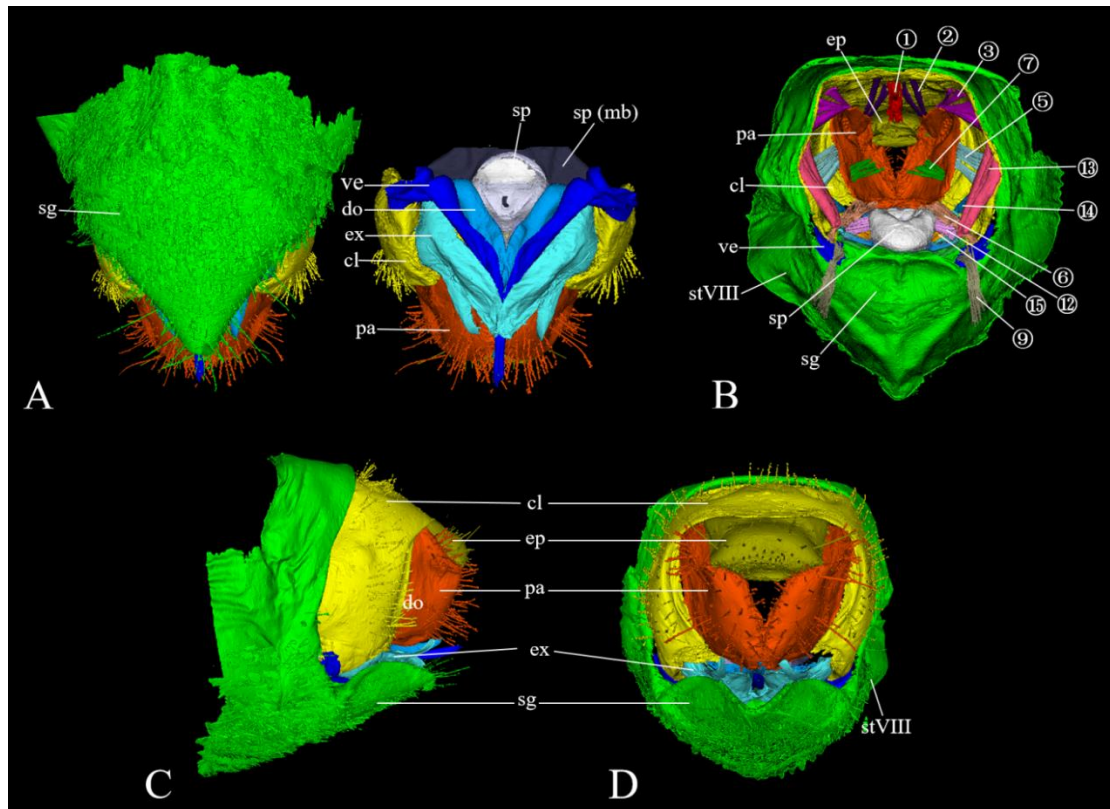 sg
A
sp
sp (mb)
ve
do
ex
cl
pa
ep
①
②
③
⑦
⑤
⑬
⑭
⑥
⑫
⑮
⑨
pa
cl
ve
stVIII
sp
sg
B
cl
ep
pa
do
ex
sg
stVIII
C
D